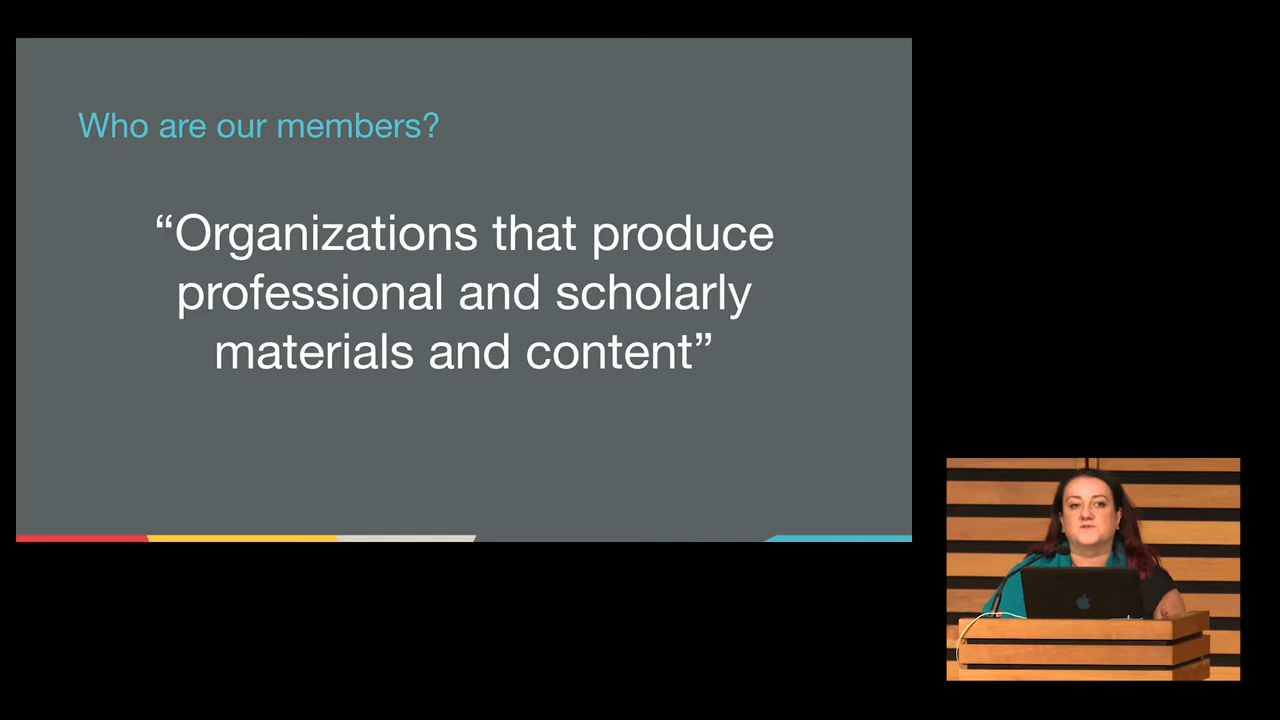 Who are our members?
“Organizations that produce
professional and scholarly
materials and content”